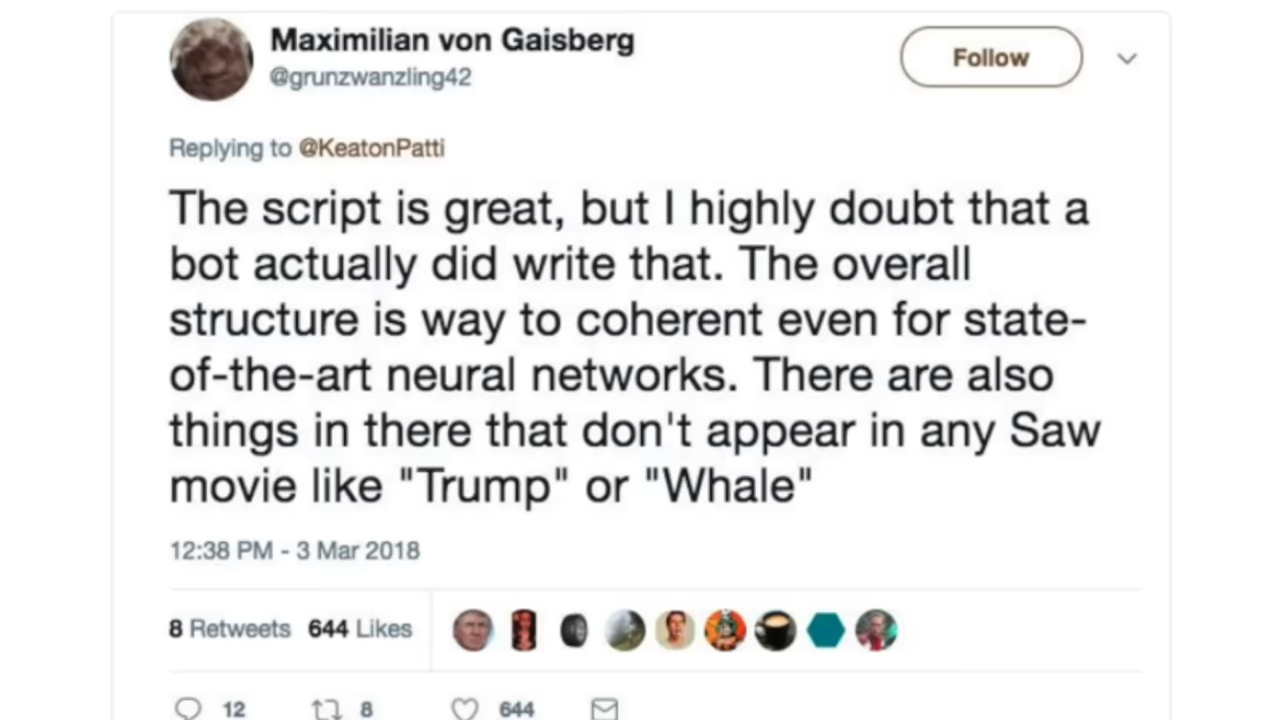 Maximilian von Gaisberg
@grunzwanzling42
Follow
Replying to @KeatonPatti
The script is great, but I highly doubt that a
bot actually did write that. The overall
structure is way to coherent even for state-
of-the-art neural networks. There are also
things in there that don't appear in any Saw
movie like "Trump" or "Whale"
12:38 PM - 3 Mar 2018
8 Retweets 644 Likes
12 8 644